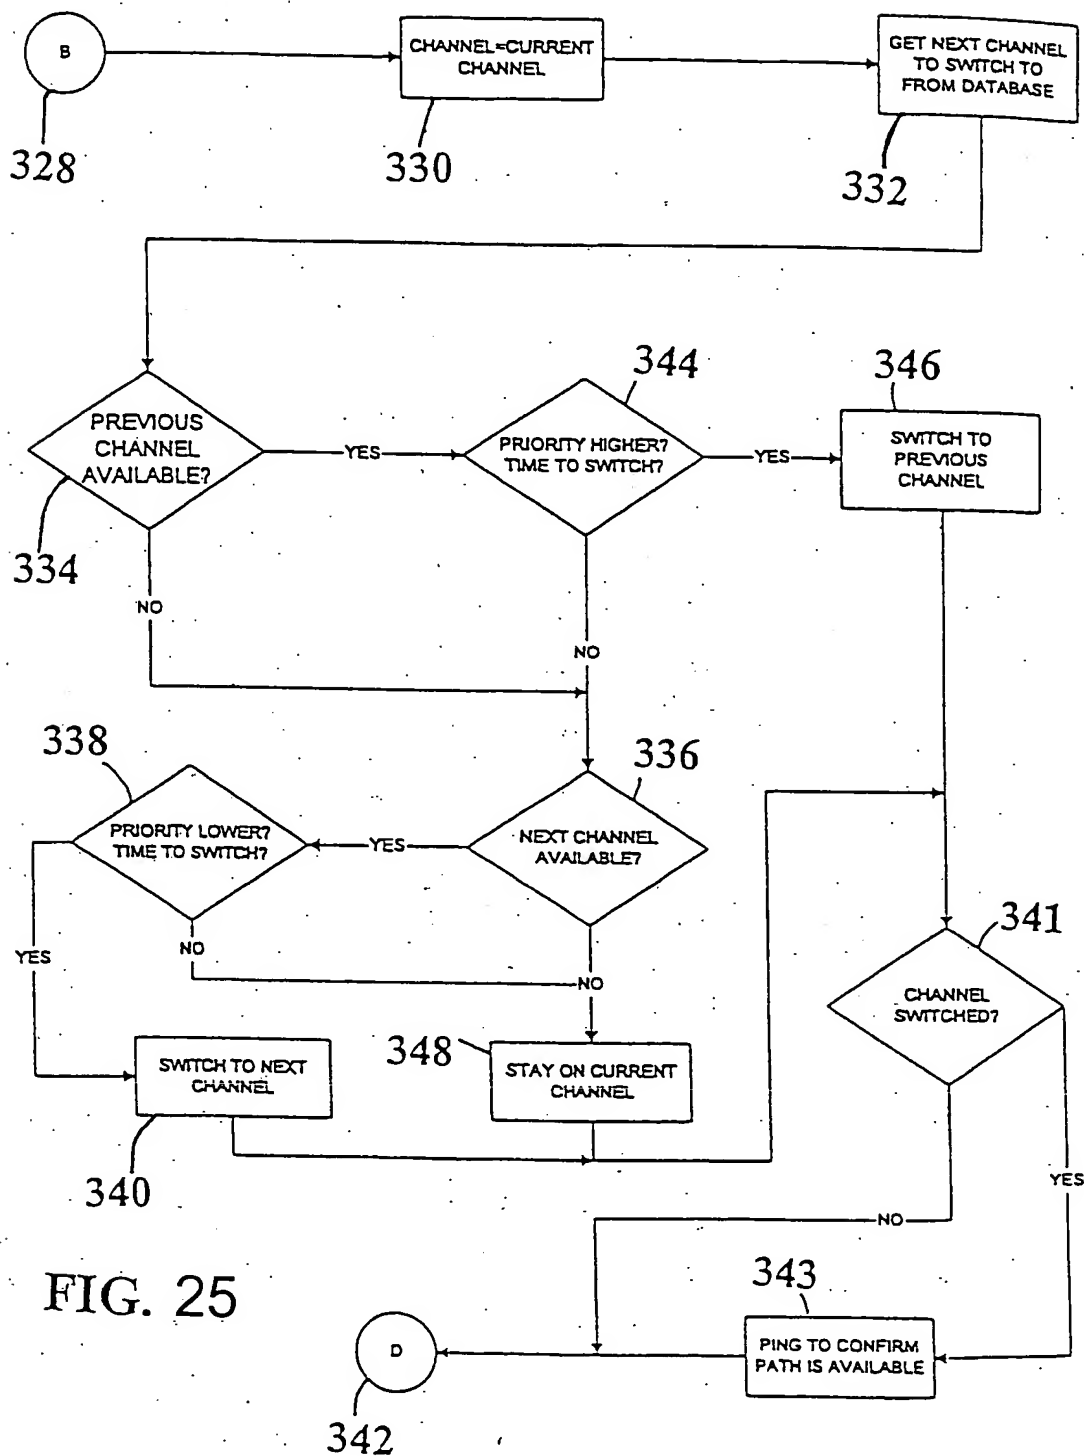 B
CHANNEL=CURRENT
CHANNEL
GET NEXT CHANNEL
TO SWITCH TO
FROM DATABASE
328
330
332
344
346
PREVIOUS
CHANNEL
AVAILABLE?
YES
PRIORITY HIGHER?
TIME TO SWITCH?
YES
SWITCH TO
PREVIOUS
CHANNEL
334
NO
NO
338
336
PRIORITY LOWER?
TIME TO SWITCH?
YES
NEXT CHANNEL
AVAILABLE?
341
YES
NO
NO
CHANNEL
SWITCHED?
348
SWITCH TO NEXT
CHANNEL
STAY ON CURRENT
CHANNEL
340
YES
NO
FIG. 25
343
D
PING TO CONFIRM
PATH IS AVAILABLE
342